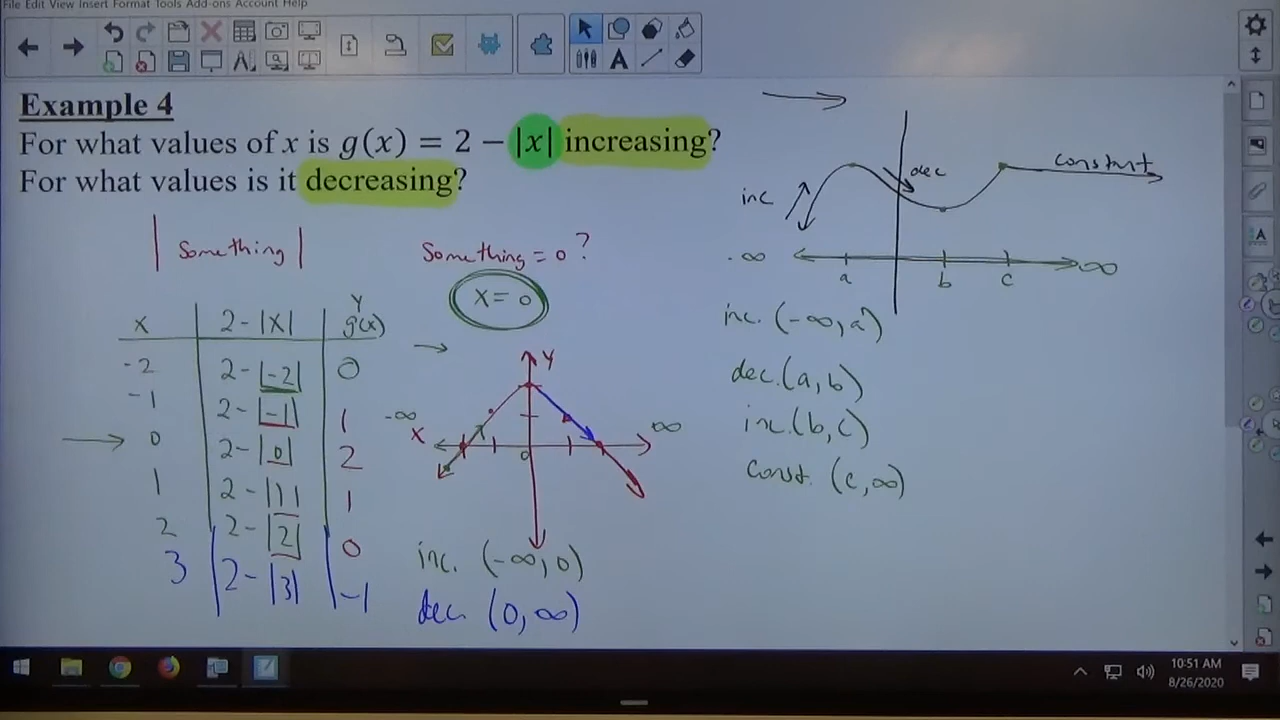 File Edit View Insert Format Tools Add-ons Account Help
Example 4
For what values of x is g(x) = 2 − |x| increasing?
For what values is it decreasing?
| Something |
Something = 0 ?
x = 0
x | 2 - |x| | y g(x)
-2 2 - |-2| 0
-1 2 - |-1| 1
0 2 - |0| 2
1 2 - |1| 1
2 2 - |2| 0
3 2 - |3| -1
y
-∞ x 0 ∞
inc. (-∞, 0)
dec. (0, ∞)
inc dec constant
-∞ a b c ∞
inc. (-∞, a)
dec. (a, b)
inc. (b, c)
const. (c, ∞)
10:51 AM
8/26/2020